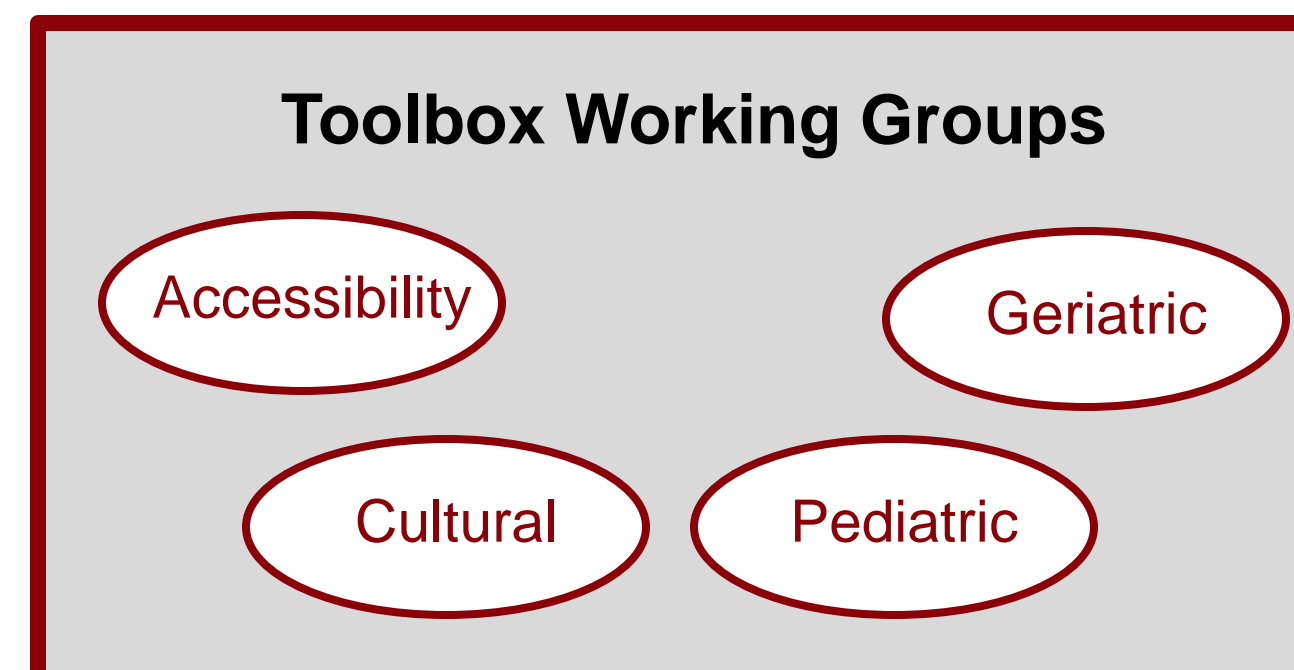 Toolbox Working Groups
Accessibility
Geriatric
Cultural
Pediatric